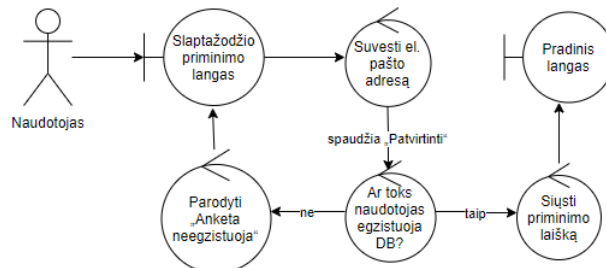 Naudotojas
Slaptažodžio
priminimo
langas
Suvesti el.
pašto
adresą
Pradinis
langas
spaudžia „Patvirtinti“
Parodyti
„Anketa
neegzistuoja“
ne
Ar toks
naudotojas
egzistuoja
DB?
taip
Siųsti
priminimo
laišką